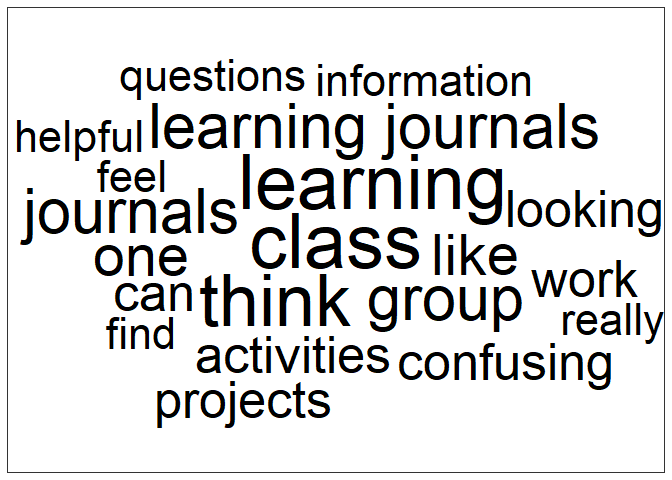 questions information
helpful learning journals
feel learning
journals looking
one class like
can think group work
find really
activities confusing
projects